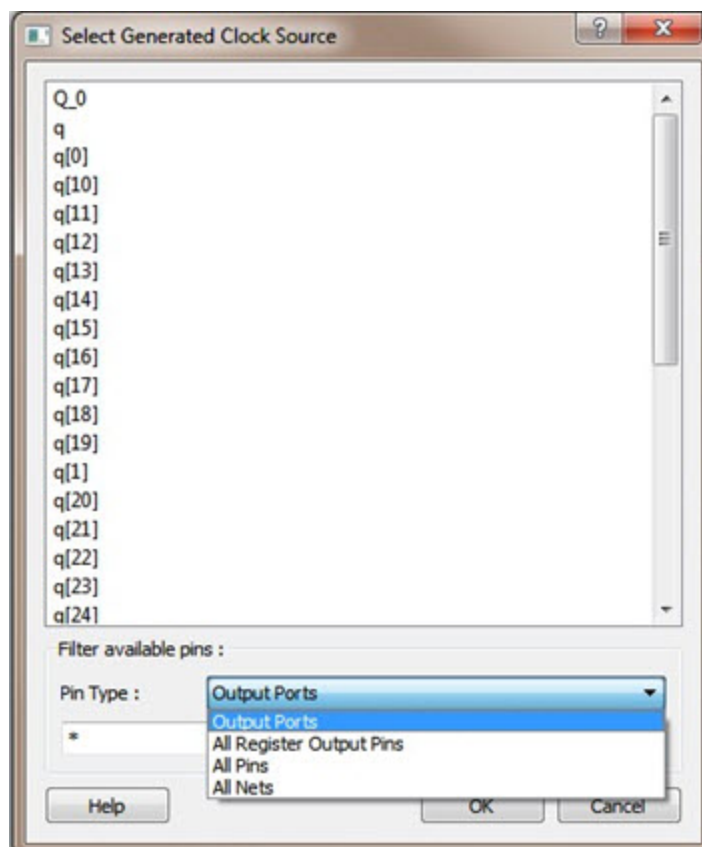 Select Generated Clock Source
Q_0
q
q[0]
q[10]
q[11]
q[12]
q[13]
q[14]
q[15]
q[16]
q[17]
q[18]
q[19]
q[1]
q[20]
q[21]
q[22]
q[23]
q[24]
Filter available pins :
Pin Type : Output Ports
Output Ports
* All Register Output Pins
All Pins
All Nets
Help OK Cancel